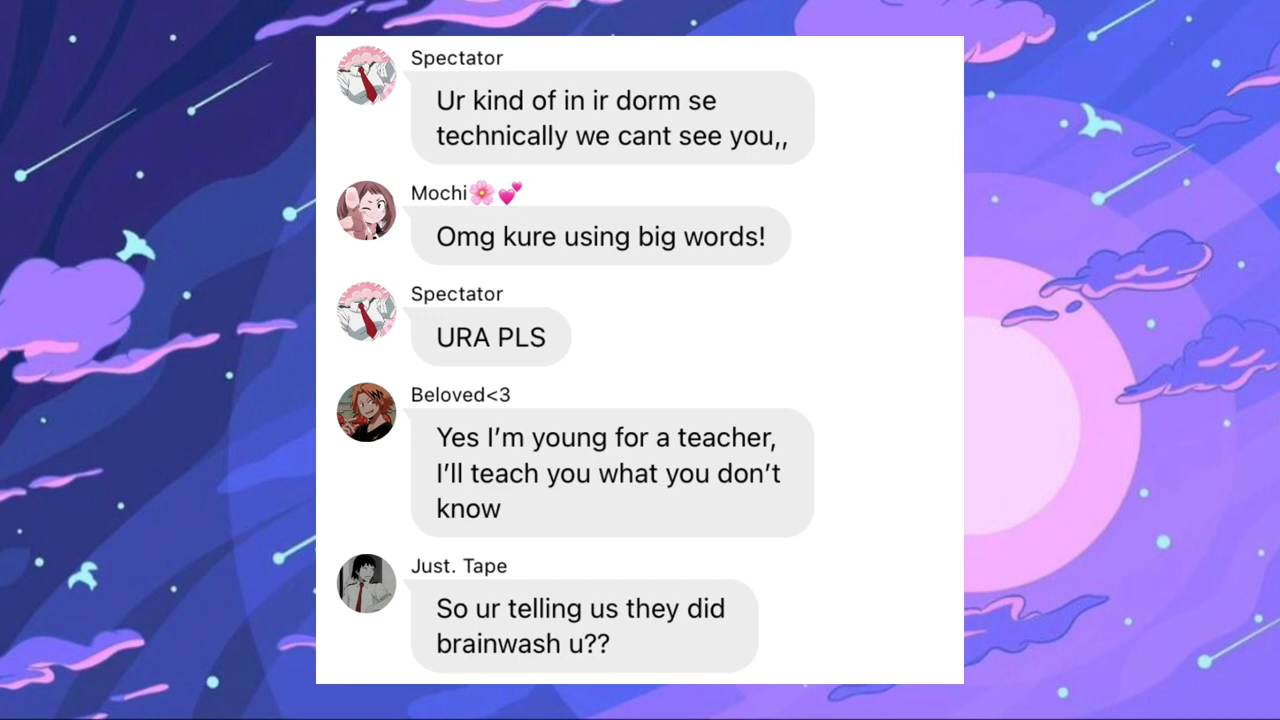 Spectator
Ur kind of in ir dorm se
technically we cant see you,,
Mochi🌸💕
Omg kure using big words!
Spectator
URA PLS
Beloved<3
Yes I’m young for a teacher,
I’ll teach you what you don’t
know
Just. Tape
So ur telling us they did
brainwash u??